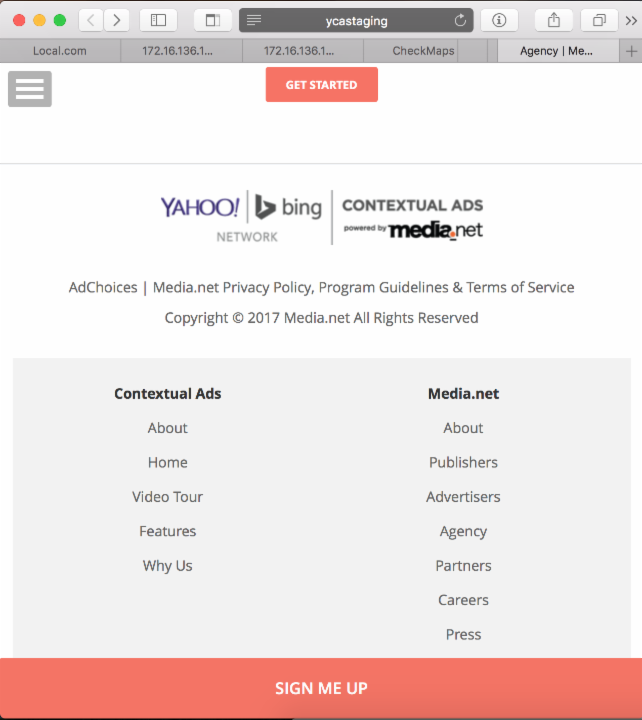 ycastaging
Local.com
172.16.136.1...
172.16.136.1...
CheckMaps
Agency | Me...
GET STARTED
YAHOO! bing NETWORK
CONTEXTUAL ADS
powered by media.net
AdChoices | Media.net Privacy Policy, Program Guidelines & Terms of Service
Copyright © 2017 Media.net All Rights Reserved
Contextual Ads
About
Home
Video Tour
Features
Why Us
Media.net
About
Publishers
Advertisers
Agency
Partners
Careers
Press
SIGN ME UP